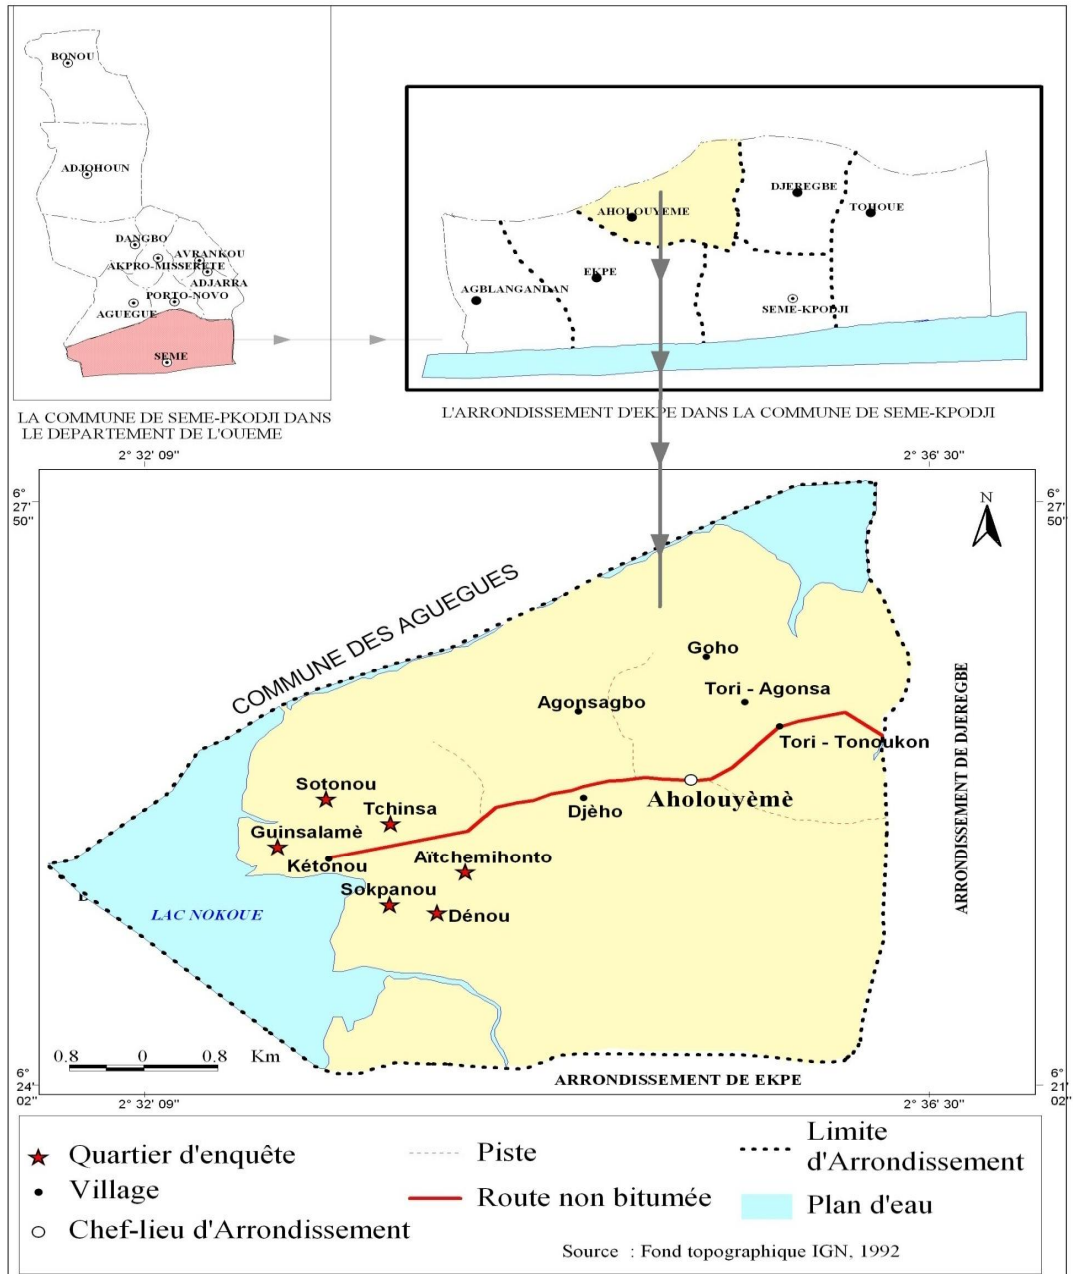 BONOU
ADJOHOUN
DANGBO
AVRANKOU
AKPRO-MISSERETE
ADJARRA
PORTO-NOVO
AGUEGUE
SEME
LA COMMUNE DE SEME-PKODJI DANS
LE DEPARTEMENT DE L'OUEME
DJEREGBE
TOHOUE
AHOLOUYEME
EKPE
AGBLANGANDAN
SEME-KPODJI
L'ARRONDISSEMENT D'EKPE DANS LA COMMUNE DE SEME-KPODJI
2° 32' 09"
2° 36' 30"
6°
27'
50"
6°
27'
50"
N
COMMUNE DES AGUEGUES
Goho
Tori - Agonsa
Agonsagbo
Tori - Tonoukon
ARRONDISSEMENT DE DJEREGBE
Aholouyèmè
Djèho
Sotonou
Tchinsa
Guinsalamè
Kétonou
Aïtchemihonto
Sokpanou
Dénou
LAC NOKOUE
0.8 0 0.8 Km
ARRONDISSEMENT DE EKPE
6°
24'
02"
6°
21'
02"
2° 32' 09"
2° 36' 30"
Quartier d'enquête
Village
Chef-lieu d'Arrondissement
Piste
Route non bitumée
Limite
d'Arrondissement
Plan d'eau
Source : Fond topographique IGN, 1992